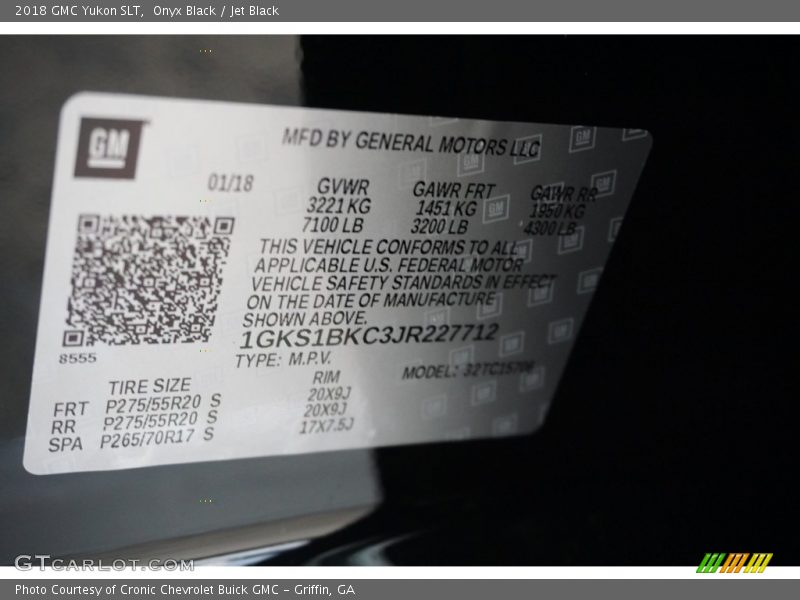 2018 GMC Yukon SLT, Onyx Black / Jet Black
GM
MFD BY GENERAL MOTORS LLC
01/18 GVWR GAWR FRT GAWR RR
3221 KG 1451 KG 1950 KG
7100 LB 3200 LB 4300 LB
THIS VEHICLE CONFORMS TO ALL
APPLICABLE U.S. FEDERAL MOTOR
VEHICLE SAFETY STANDARDS IN EFFECT
ON THE DATE OF MANUFACTURE
SHOWN ABOVE.
1GKS1BKC3JR227712
8555 TYPE: M.P.V. MODEL: 32TC15706
TIRE SIZE RIM
FRT P275/55R20 S 20X9J
RR P275/55R20 S 20X9J
SPA P265/70R17 S 17X7.5J
GTCARLOT.COM
Photo Courtesy of Cronic Chevrolet Buick GMC – Griffin, GA